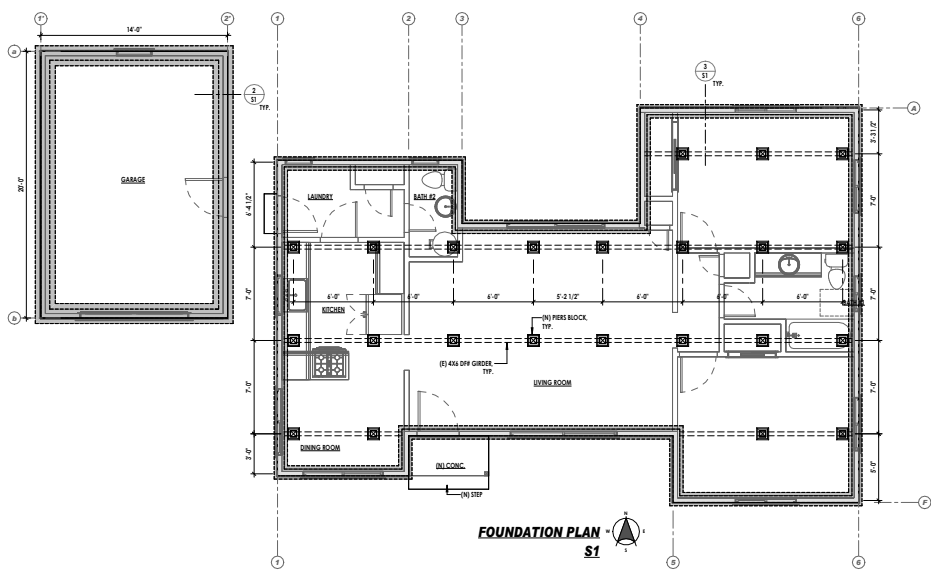 1' 2' 1 2 3 4 6
14'-0"
a
3
S1
TYP.
2
S1
TYP.
A
3'-3 1/2"
GARAGE
20'-0"
6'-4 1/2"
LAUNDRY
BATH #2
7'-0"
7'-0"
6'-0" 6'-0" 6'-0" 5'-2 1/2" 6'-0" 6'-0" 6'-0"
7'-0"
KITCHEN
(N) PIERS BLOCK,
TYP.
b
(E) 4X6 DF# GIRDER,
TYP.
LIVING ROOM
7'-0"
7'-0"
DINING ROOM
3'-0"
(N) CONC.
5'-0"
(N) STEP
F
FOUNDATION PLAN
S1
N
W E
S
1 5 6